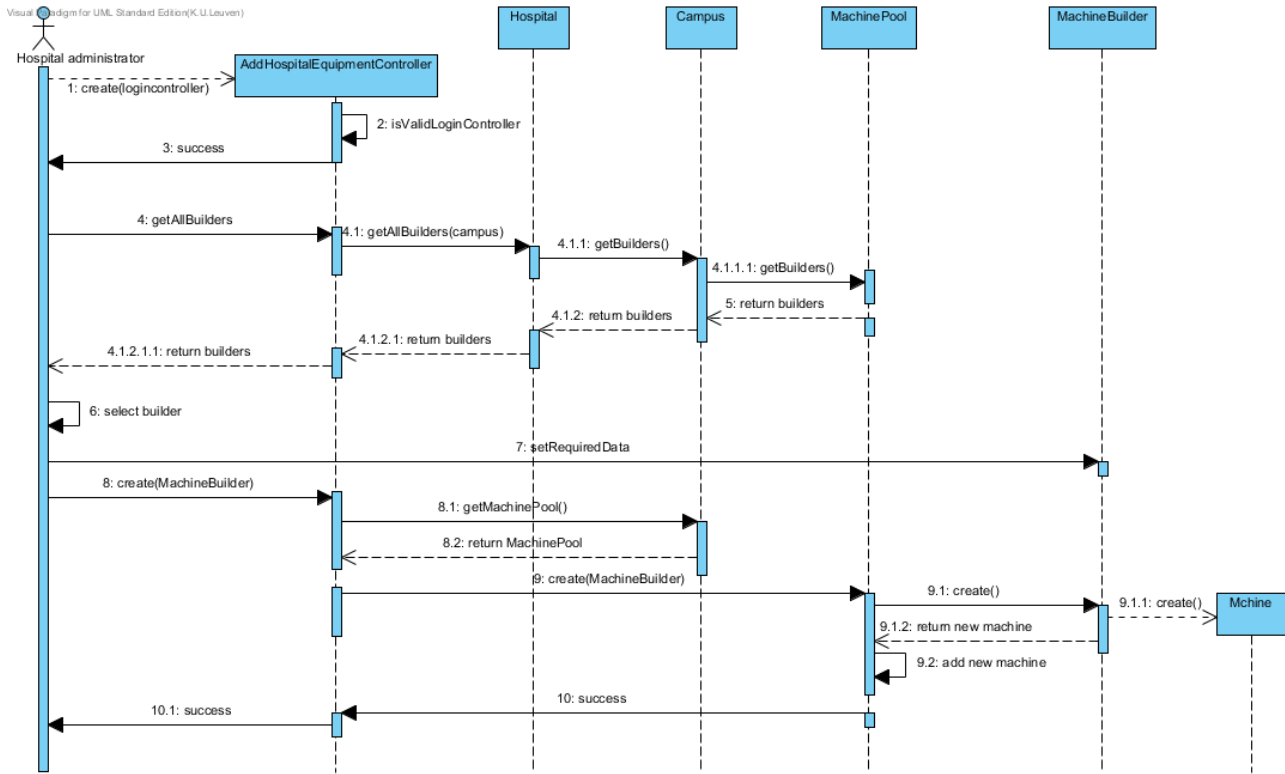 Visual Paradigm for UML Standard Edition(K.U.Leuven)
Hospital administrator
AddHospitalEquipmentController
Hospital
Campus
MachinePool
MachineBuilder
1: create(logincontroller)
2: isValidLoginController
3: success
4: getAllBuilders
4.1: getAllBuilders(campus)
4.1.1: getBuilders()
4.1.1.1: getBuilders()
5: return builders
4.1.2: return builders
4.1.2.1: return builders
4.1.2.1.1: return builders
6: select builder
7: setRequiredData
8: create(MachineBuilder)
8.1: getMachinePool()
8.2: return MachinePool
9: create(MachineBuilder)
9.1: create()
9.1.1: create()
Mchine
9.1.2: return new machine
9.2: add new machine
10: success
10.1: success